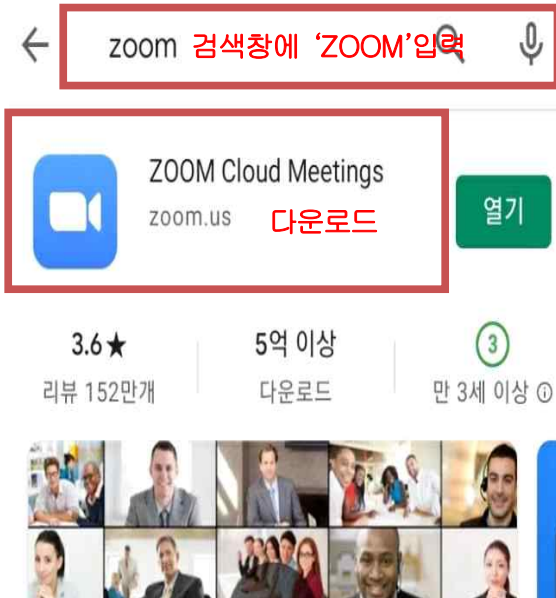 zoom 검색창에 ‘ZOOM’입력
ZOOM Cloud Meetings
zoom.us 다운로드
열기
3.6★ 5억 이상 3
리뷰 152만개 다운로드 만 3세 이상 ⓘ